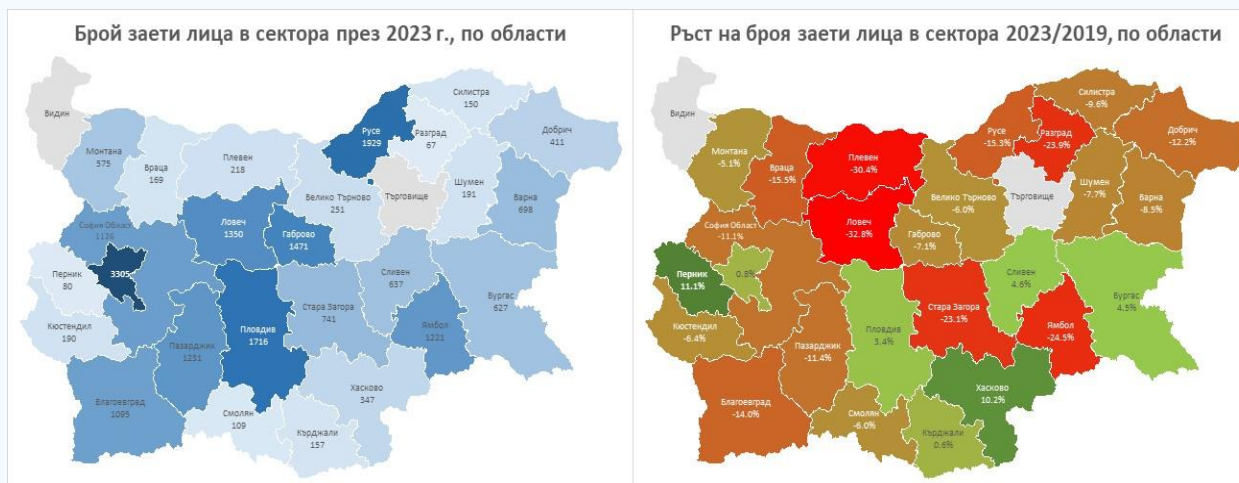 Брой заети лица в сектора през 2023 г., по области
Видин
Монтана
575
Враца
169
Плевен
218
Русе
1929
Силистра
150
Разград
67
Добрич
411
Велико Търново
251
Търговище
Шумен
191
Варна
698
София Област
1126
Ловеч
1350
Габрово
1471
3305
Перник
80
Кюстендил
190
Пазарджик
1231
Пловдив
1716
Стара Загора
741
Сливен
637
Ямбол
1221
Бургас
627
Благоевград
1095
Смолян
109
Кърджали
157
Хасково
347
Ръст на броя заети лица в сектора 2023/2019, по области
Видин
Монтана
-5.1%
Враца
-15.5%
Плевен
-30.4%
Русе
-15.3%
Силистра
-9.6%
Разград
-23.9%
Добрич
-12.2%
Велико Търново
-6.0%
Търговище
Шумен
-7.7%
Варна
-8.5%
София Област
-11.1%
Ловеч
-32.8%
Габрово
-7.1%
0.8%
Перник
11.1%
Кюстендил
-6.4%
Пазарджик
-11.4%
Пловдив
3.4%
Стара Загора
-23.1%
Сливен
4.6%
Ямбол
-24.5%
Бургас
4.5%
Благоевград
-14.0%
Смолян
-6.0%
Кърджали
0.6%
Хасково
10.2%